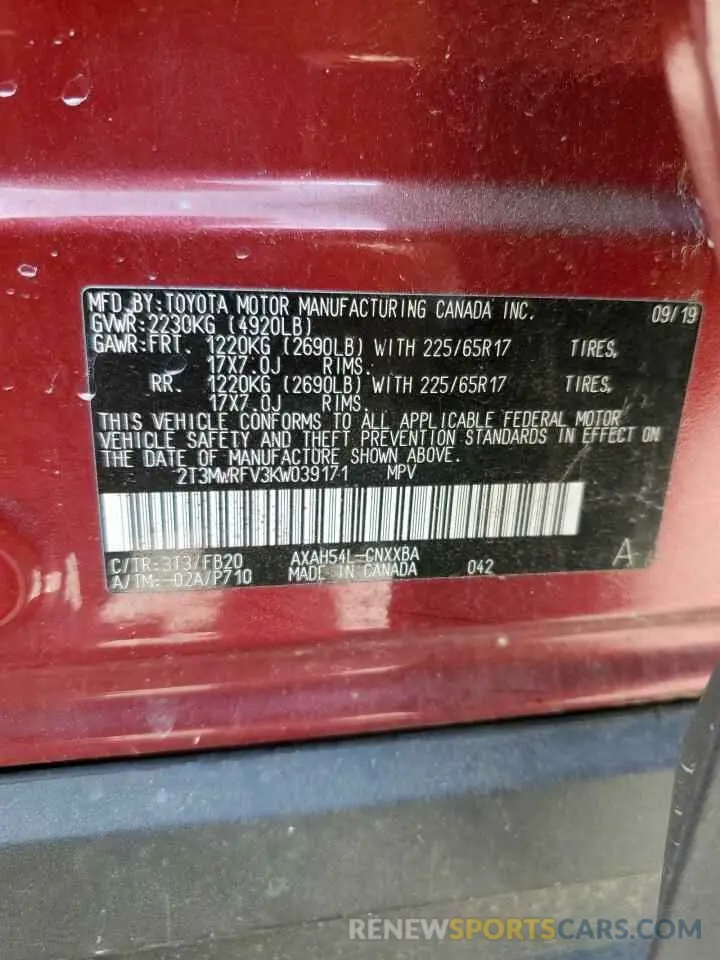 MFD BY:TOYOTA MOTOR MANUFACTURING CANADA INC. 09/19
GVWR:2230KG (4920LB)
GAWR:FRT. 1220KG (2690LB) WITH 225/65R17 TIRES,
17X7.0J RIMS.
RR. 1220KG (2690LB) WITH 225/65R17 TIRES,
17X7.0J RIMS.
THIS VEHICLE CONFORMS TO ALL APPLICABLE FEDERAL MOTOR
VEHICLE SAFETY AND THEFT PREVENTION STANDARDS IN EFFECT ON
THE DATE OF MANUFACTURE SHOWN ABOVE.
2T3MWRFV3KW039171 MPV
C/TR:3T3/FB20 AXAH54L-CNXXBA A
A/TM:-02A/P710 MADE IN CANADA 042
RENEWSPORTSCARS.COM